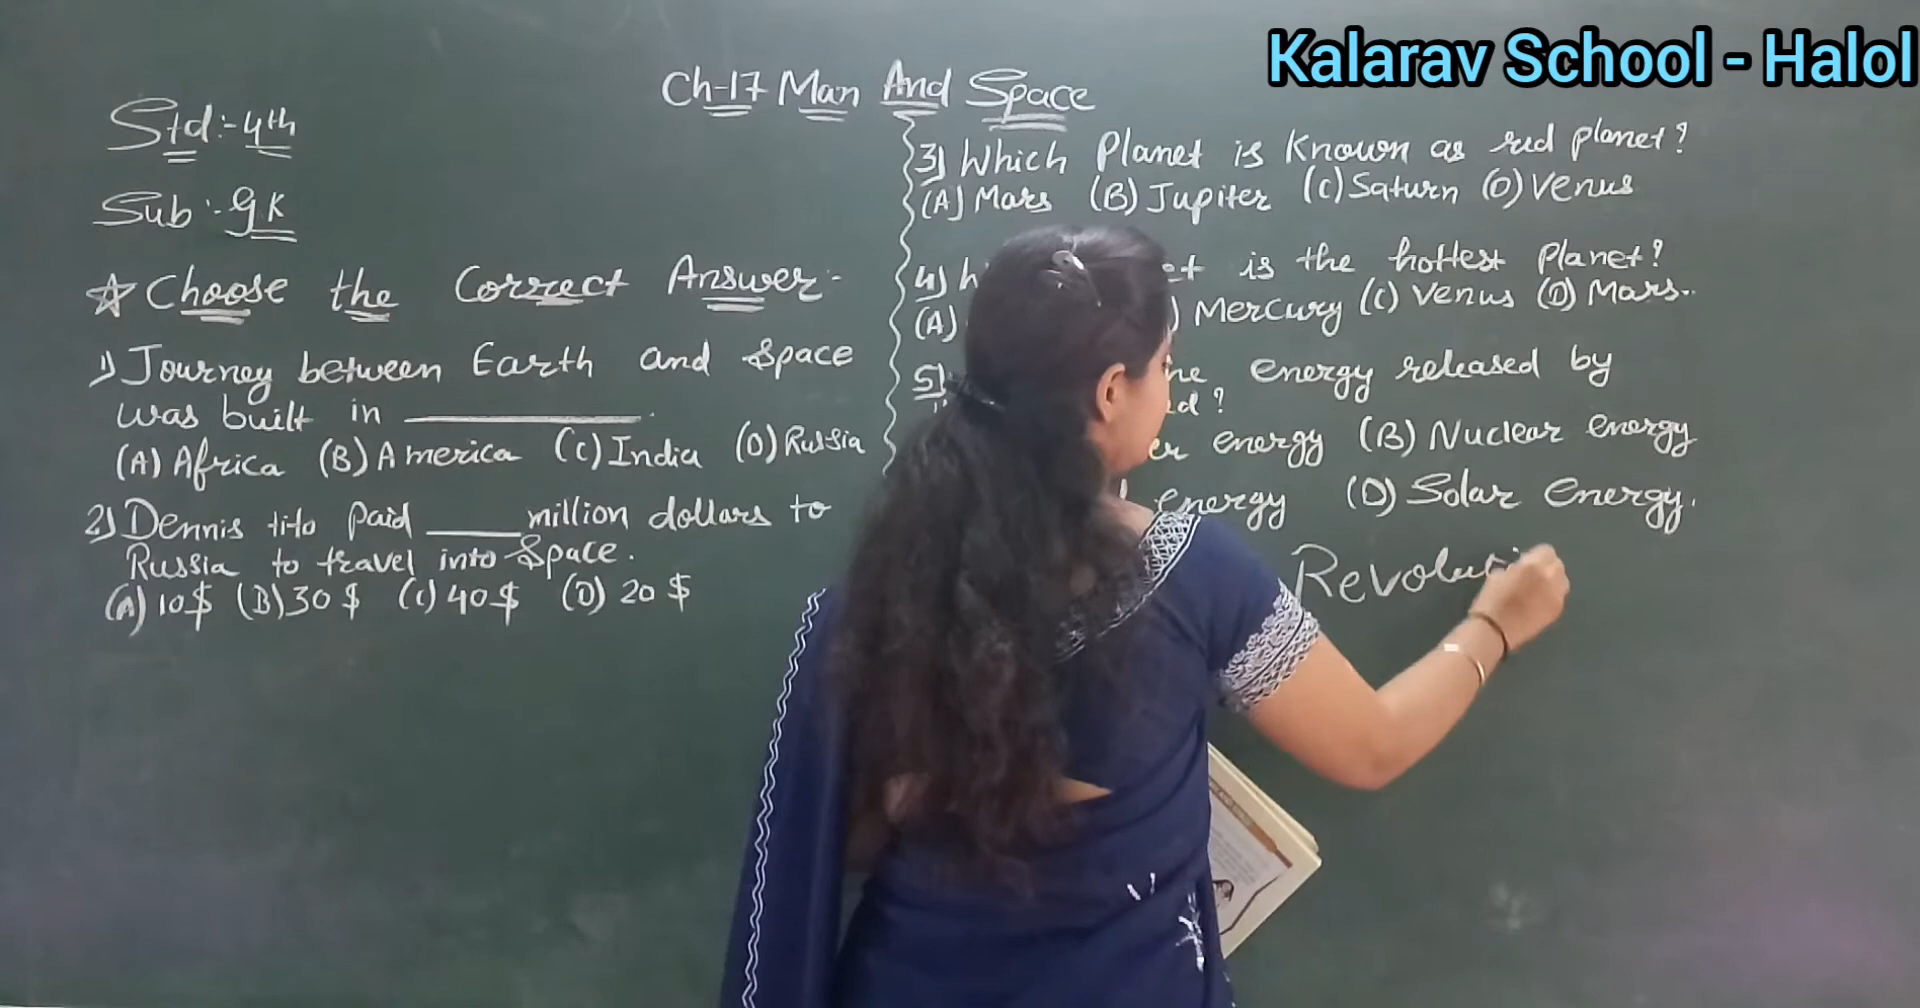 Kalarav School - Halol
Ch-17 Man And Space
Std:- 4th
Sub:- GK
☆ Choose the Correct Answer:-
1) Journey between Earth and Space
was built in ________.
(A) Africa (B) America (C) India (D) Russia
2) Dennis tito paid ____ million dollars to
Russia to travel into Space.
(A) 10$ (B) 30$ (C) 40$ (D) 20$
3) Which Planet is Known as red planet?
(A) Mars (B) Jupiter (C) Saturn (D) Venus
4) is the hottest Planet?
(A) Mercury (C) Venus (D) Mars.
5) energy released by
energy (B) Nuclear energy
energy (D) Solar energy.